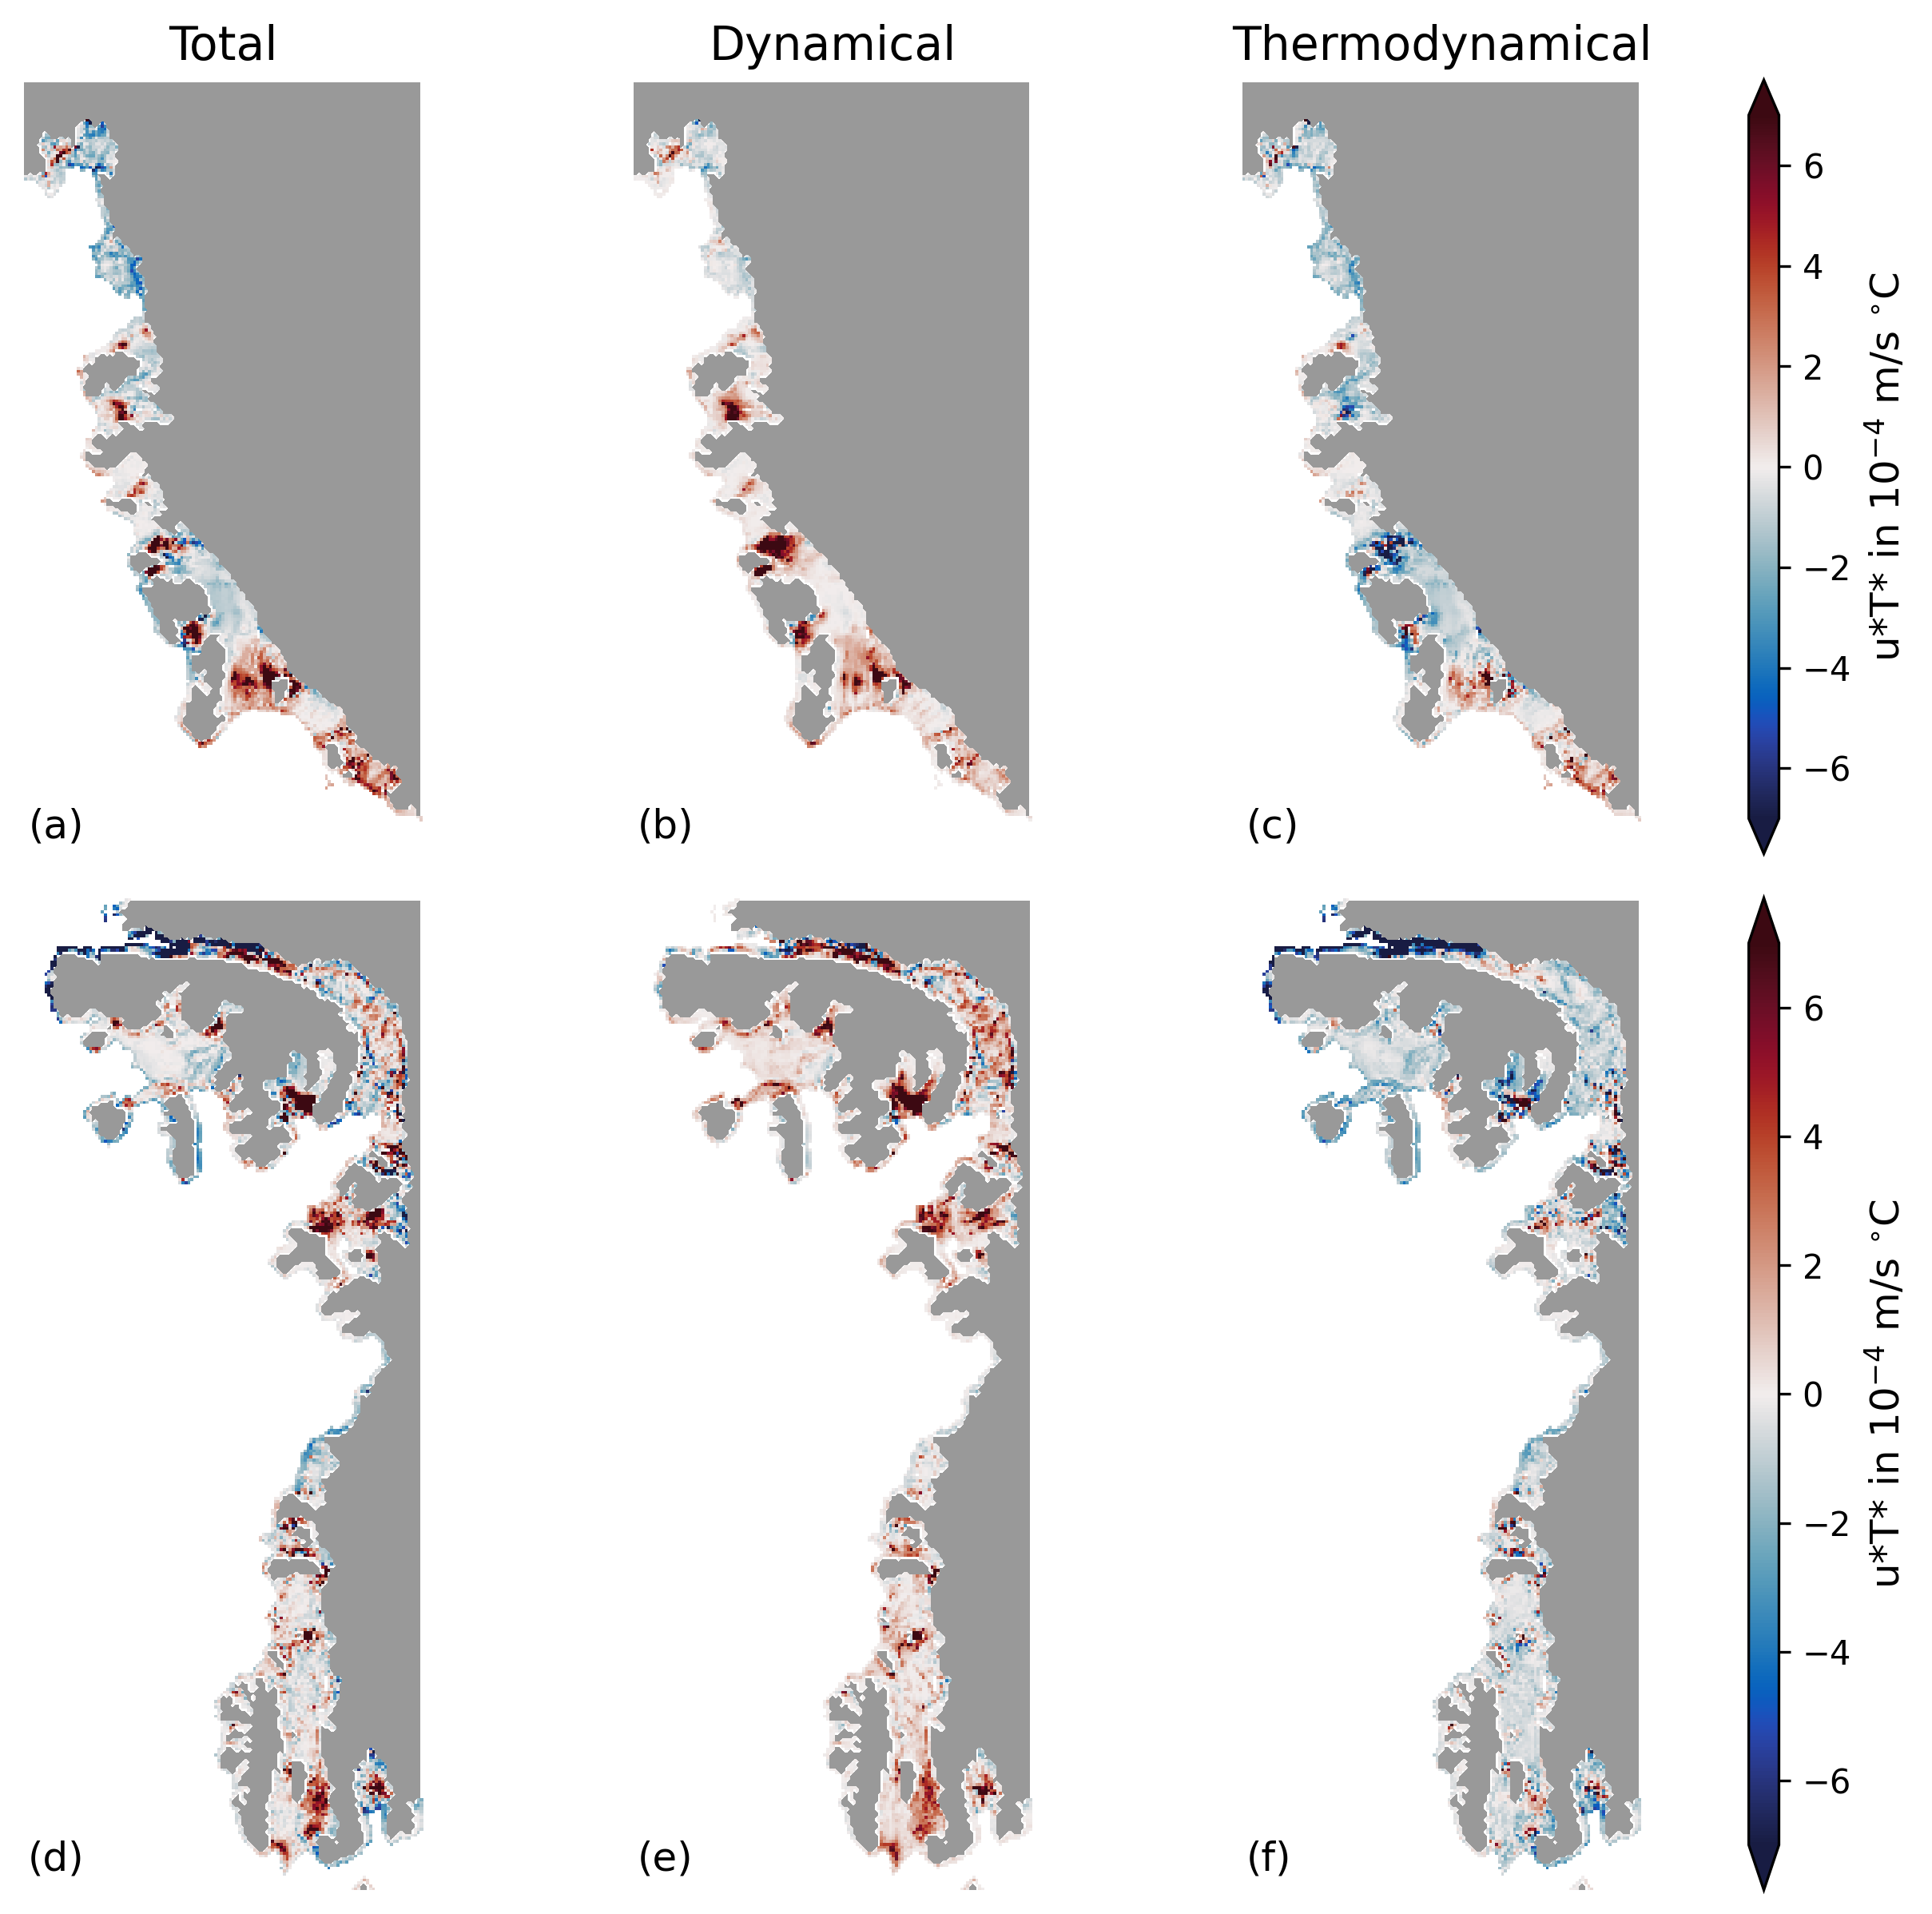 Total Dynamical Thermodynamical
6
4
2
0
−2
−4
−6
u*T* in 10⁻⁴ m/s °C
(a) (b) (c)
6
4
2
0
−2
−4
−6
u*T* in 10⁻⁴ m/s °C
(d) (e) (f)